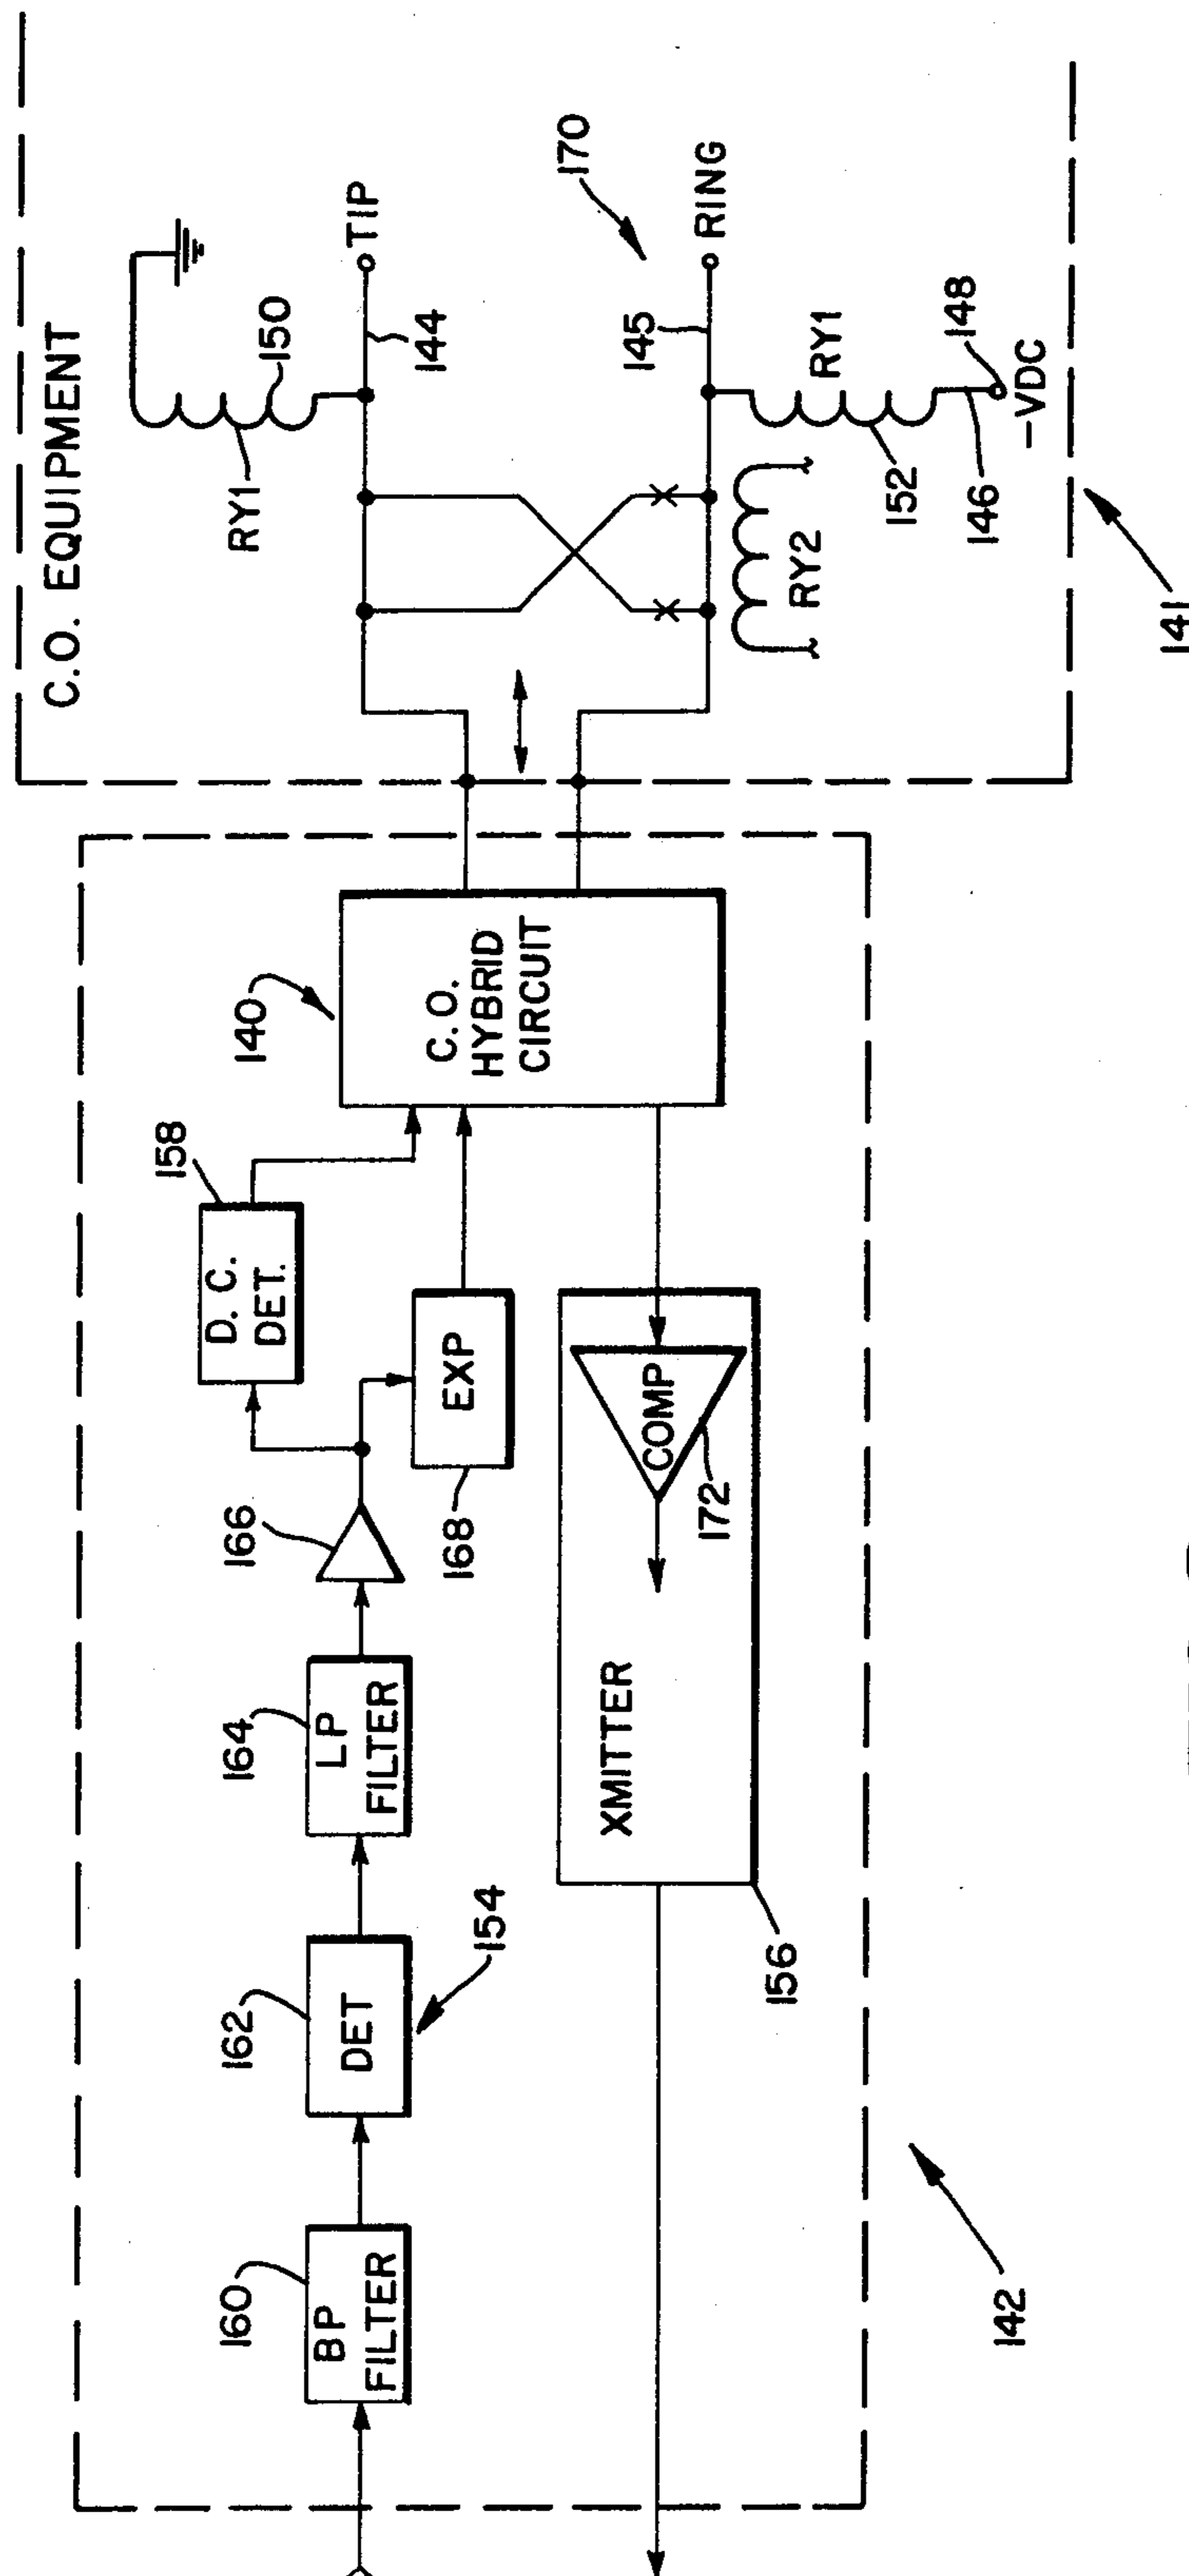 C.O. EQUIPMENT
RY1
150
TIP
144
170
145
RING
RY1
152
146
148
-VDC
RY2
141
140
C.O.
HYBRID
CIRCUIT
158
D.C.
DET.
EXP
168
166
164
LP
FILTER
162
DET
154
160
BP
FILTER
COMP
172
XMITTER
156
142